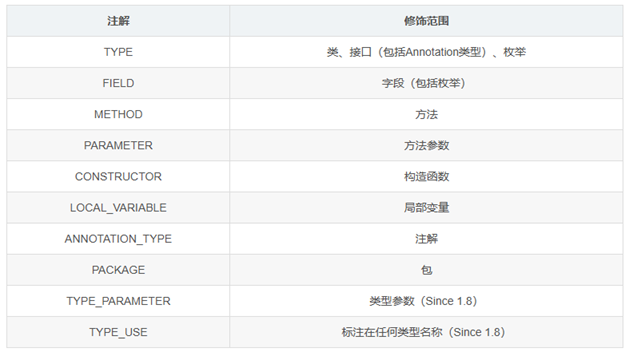 注解 修饰范围
TYPE 类、接口（包括Annotation类型）、枚举
FIELD 字段（包括枚举）
METHOD 方法
PARAMETER 方法参数
CONSTRUCTOR 构造函数
LOCAL_VARIABLE 局部变量
ANNOTATION_TYPE 注解
PACKAGE 包
TYPE_PARAMETER 类型参数（Since 1.8）
TYPE_USE 标注在任何类型名称（Since 1.8）